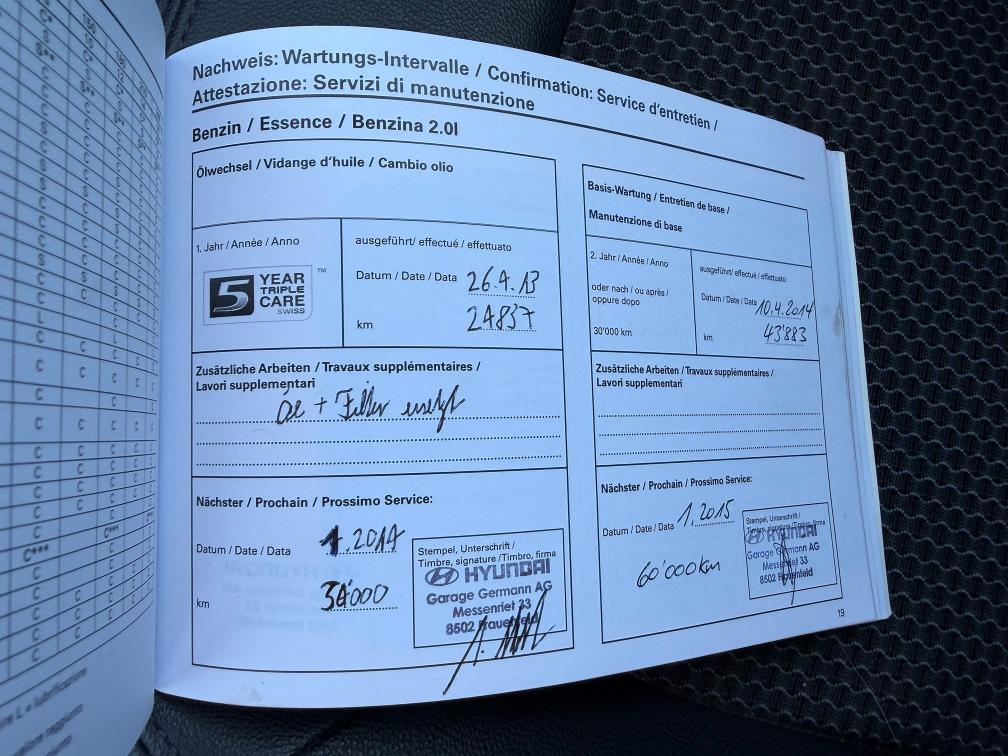 Nachweis: Wartungs-Intervalle / Confirmation: Service d'entretien /
Attestazione: Servizi di manutenzione
Benzin / Essence / Benzina 2.0l
Ölwechsel / Vidange d'huile / Cambio olio
1. Jahr / Année / Anno
5 YEAR
TRIPLE
CARE
SWISS
™
ausgeführt/ effectué / effettuato
Datum / Date / Data 26.4.13
km 24837
Zusätzliche Arbeiten / Travaux supplémentaires /
Lavori supplementari
Öl + Filter ersetzt
Nächster / Prochain / Prossimo Service:
Datum / Date / Data 1.2014
km 34000
Stempel, Unterschrift /
Timbre, signature /Timbro, firma
HYUNDAI
Garage Germann AG
Messenriet 33
8502 Frauenfeld
Basis-Wartung / Entretien de base /
Manutenzione di base
2. Jahr / Année / Anno
oder nach / ou après /
oppure dopo
30'000 km
ausgeführt/ effectué / effettuato
Datum / Date / Data 10.4.2014
km 43'883
Zusätzliche Arbeiten / Travaux supplémentaires /
Lavori supplementari
Nächster / Prochain / Prossimo Service:
Datum / Date / Data 1.2015
60'000km
Stempel, Unterschrift /
Timbre, signature /Timbro, firma
HYUNDAI
Garage Germann AG
Messenriet 33
8502 Frauenfeld
19
L = lubrificazione